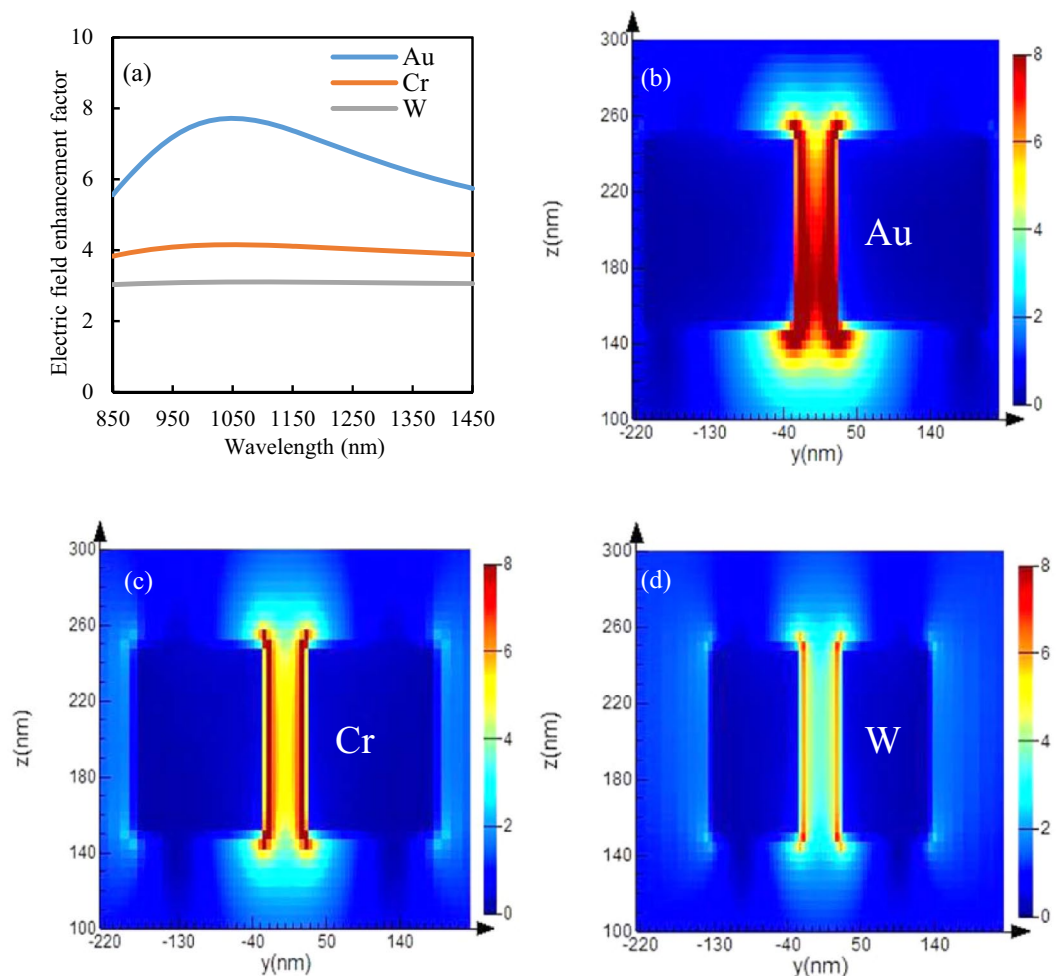 (a)
Electric field enhancement factor
10
8
6
4
2
0
Au
Cr
W
850 950 1050 1150 1250 1350 1450
Wavelength (nm)
(b)
z(nm)
300
260
220
180
140
100
-220 -130 -40 50 140
y(nm)
Au
8
6
4
2
0
(c)
z(nm)
300
260
220
180
140
100
-220 -130 -40 50 140
y(nm)
Cr
8
6
4
2
0
(d)
z(nm)
300
260
220
180
140
100
-220 -130 -40 50 140
y(nm)
W
8
6
4
2
0